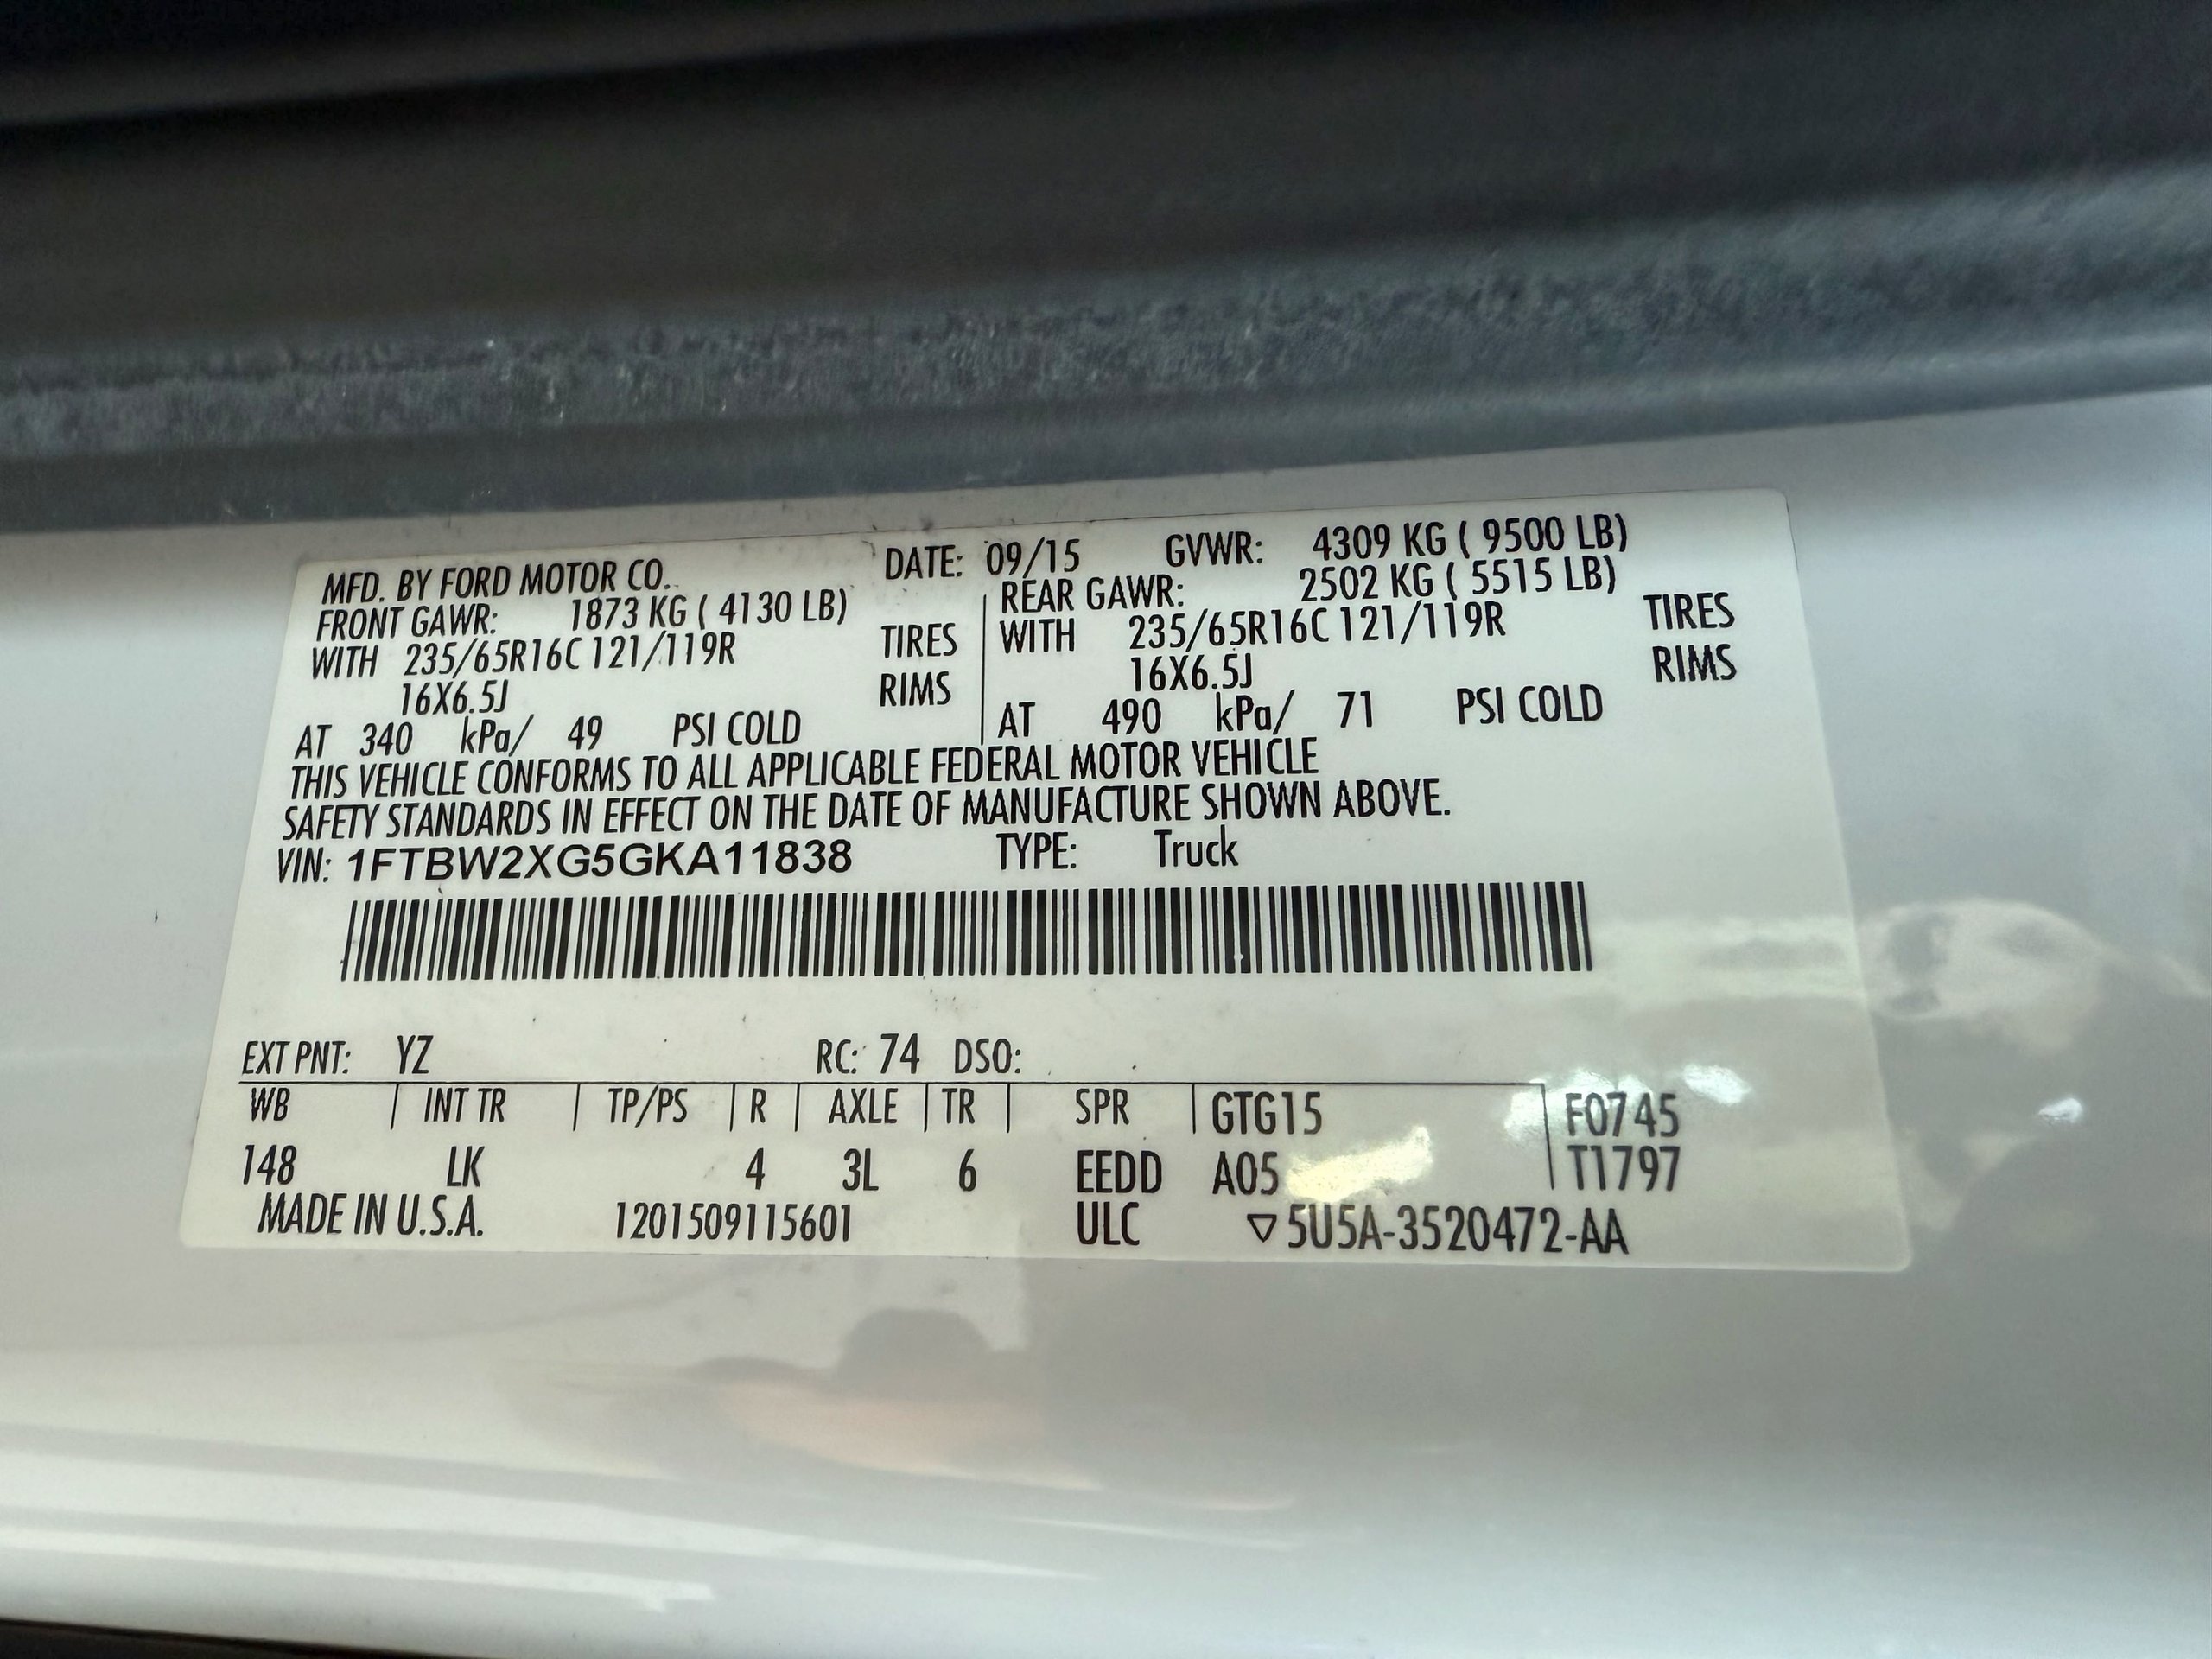 MFD. BY FORD MOTOR CO. DATE: 09/15 GVWR: 4309 KG ( 9500 LB)
FRONT GAWR: 1873 KG ( 4130 LB) REAR GAWR: 2502 KG ( 5515 LB)
WITH 235/65R16C 121/119R TIRES WITH 235/65R16C 121/119R TIRES
16X6.5J RIMS 16X6.5J RIMS
AT 340 kPa/ 49 PSI COLD AT 490 kPa/ 71 PSI COLD
THIS VEHICLE CONFORMS TO ALL APPLICABLE FEDERAL MOTOR VEHICLE
SAFETY STANDARDS IN EFFECT ON THE DATE OF MANUFACTURE SHOWN ABOVE.
VIN: 1FTBW2XG5GKA11838 TYPE: Truck
EXT PNT: YZ RC: 74 DSO:
WB INT TR TP/PS R AXLE TR SPR GTG15 F0745
148 LK 4 3L 6 EEDD A05 T1797
MADE IN U.S.A. 1201509115601 ULC ▽5U5A-3520472-AA